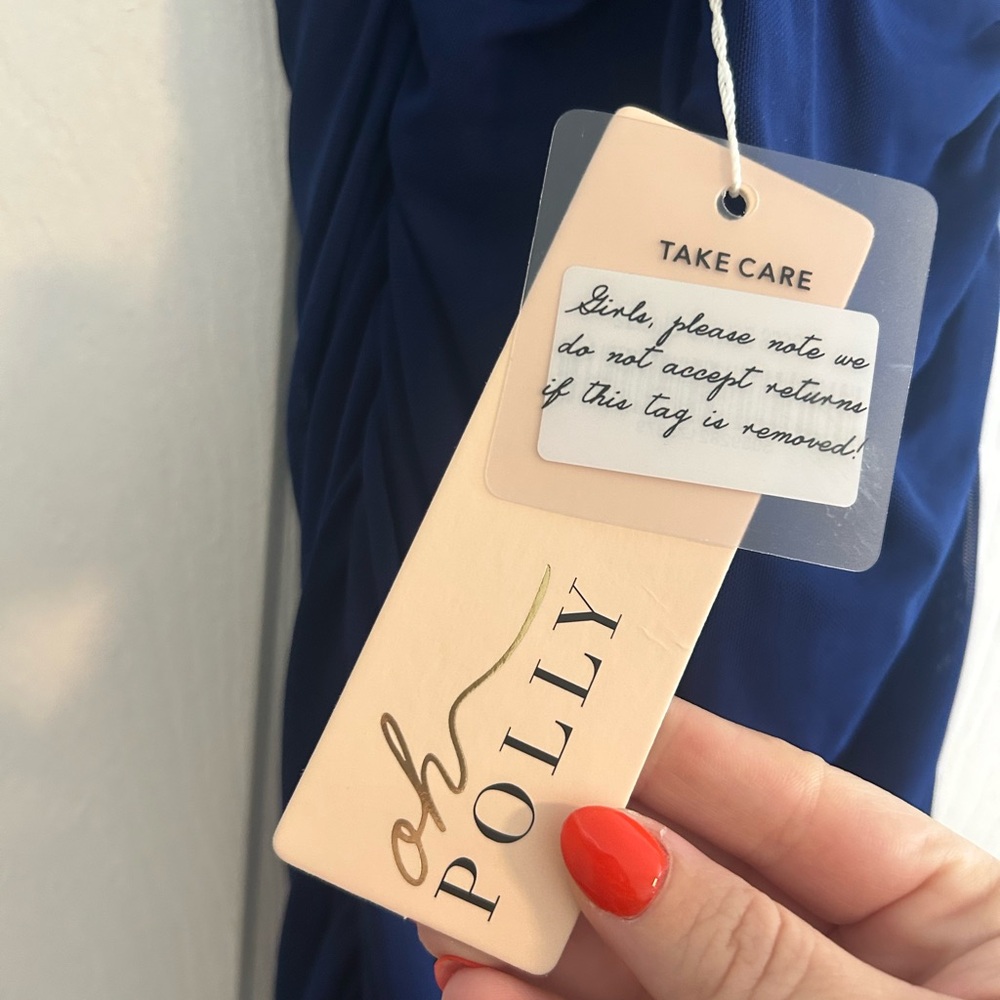 TAKE CARE
Girls, please note we
do not accept returns
if this tag is removed!
oh
POLLY